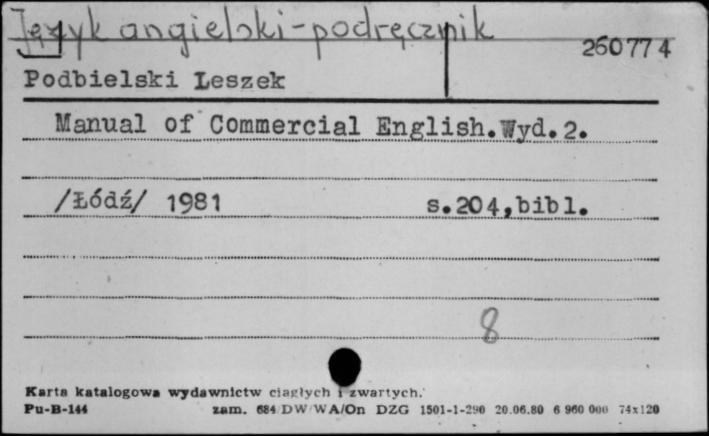 Język angielski-podręcznik
260774
Podbielski Leszek
Manual of Commercial English.Wyd.2.
/Łódź/ 1981 s.204,bibl.
8
Karta katalogowa wydawnictw ciągłych i zwartych.
Pu-B-144 zam. 684/DW/WA/On DZG 1501-1-290 20.06.80 6 960 000 74x120